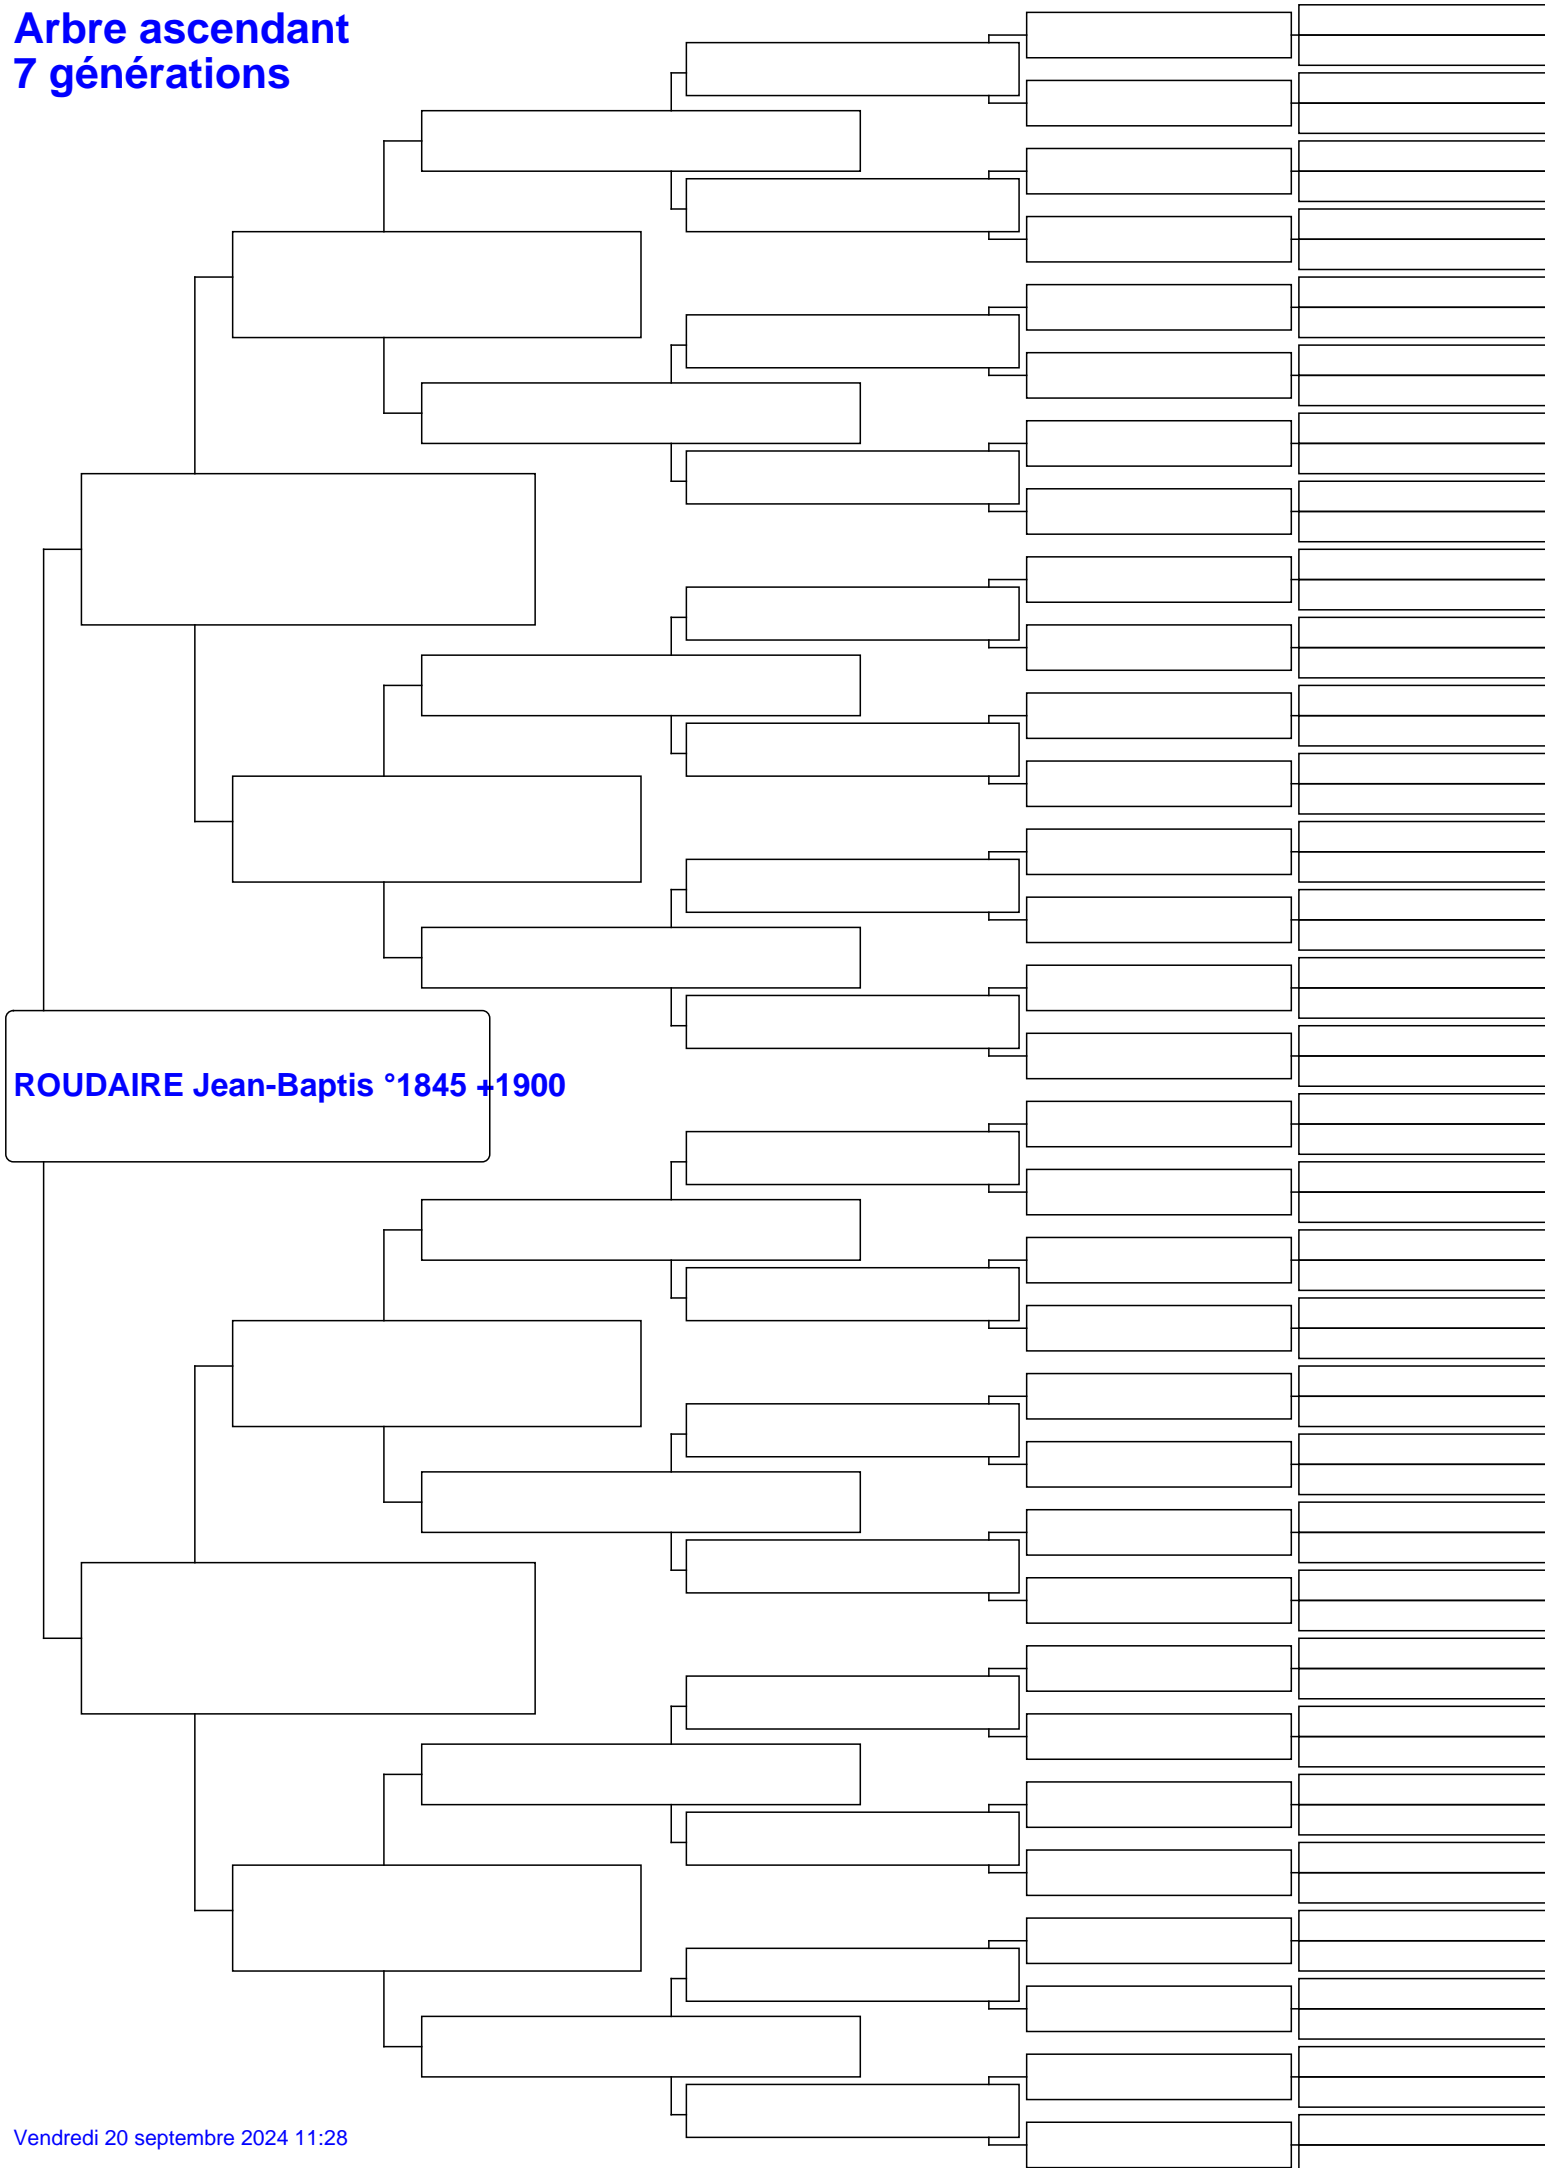 Arbre ascendant
7 générations
ROUDAIRE Jean-Baptis °1845 +1900
Vendredi 20 septembre 2024 11:28